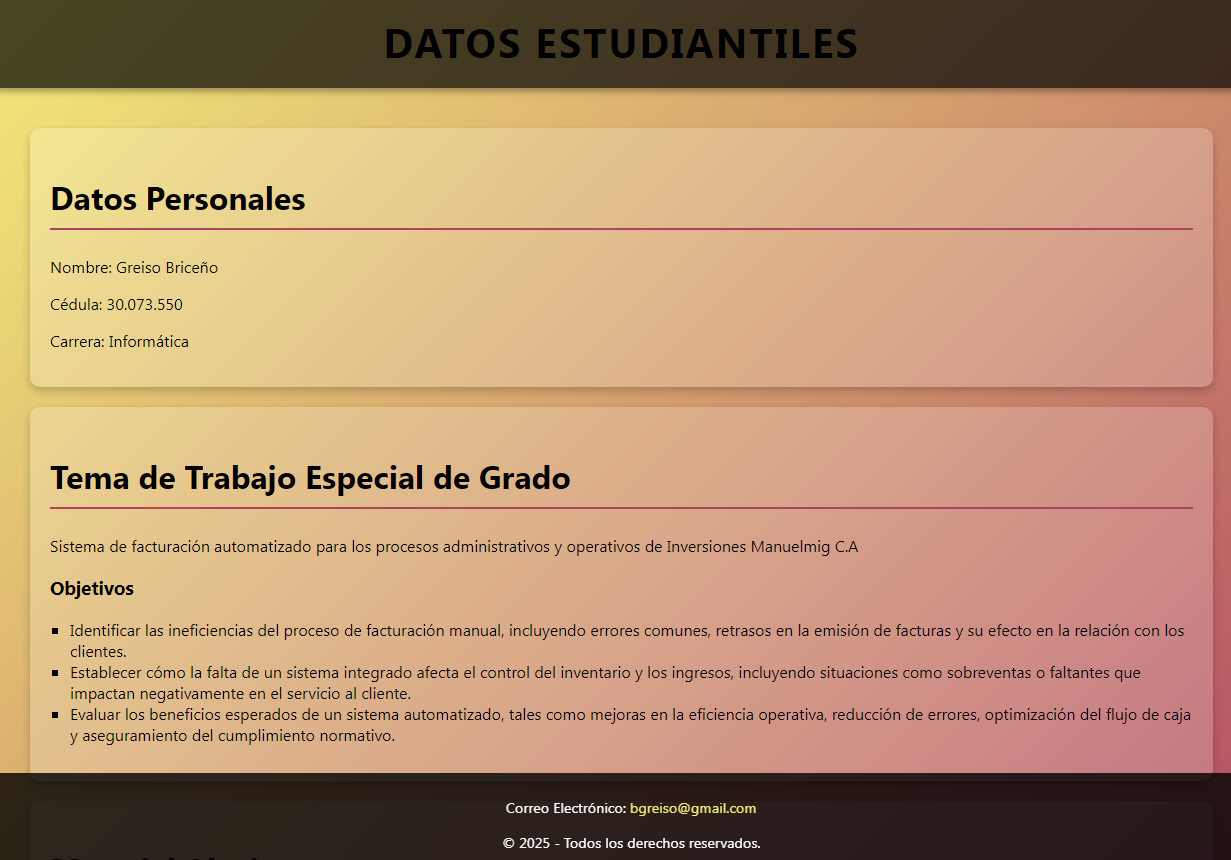 DATOS ESTUDIANTILES
Datos Personales
Nombre: Greiso Briceño
Cédula: 30.073.550
Carrera: Informática
Tema de Trabajo Especial de Grado
Sistema de facturación automatizado para los procesos administrativos y operativos de Inversiones Manuelmig C.A
Objetivos
Identificar las ineficiencias del proceso de facturación manual, incluyendo errores comunes, retrasos en la emisión de facturas y su efecto en la relación con los
clientes.
Establecer cómo la falta de un sistema integrado afecta el control del inventario y los ingresos, incluyendo situaciones como sobreventas o faltantes que
impactan negativamente en el servicio al cliente.
Evaluar los beneficios esperados de un sistema automatizado, tales como mejoras en la eficiencia operativa, reducción de errores, optimización del flujo de caja
y aseguramiento del cumplimiento normativo.
Correo Electrónico: bgreiso@gmail.com
© 2025 - Todos los derechos reservados.